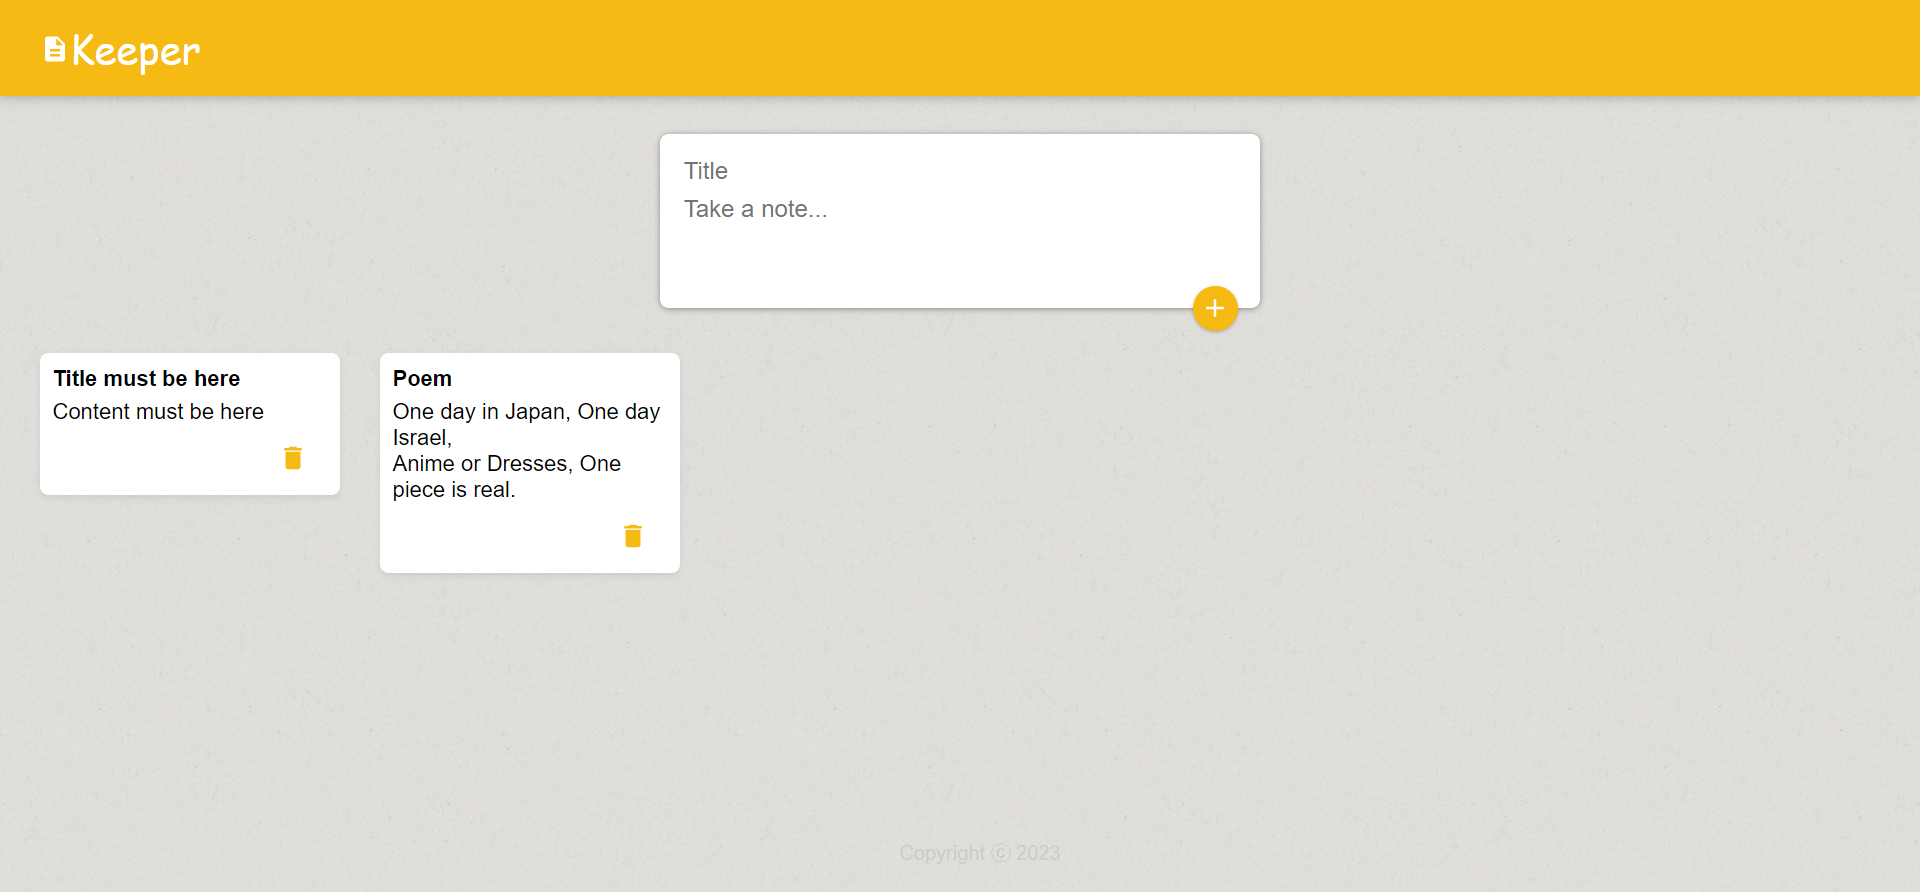 Keeper
Title
Take a note...
Title must be here
Content must be here
Poem
One day in Japan, One day
Israel,
Anime or Dresses, One
piece is real.
Copyright ⓒ 2023